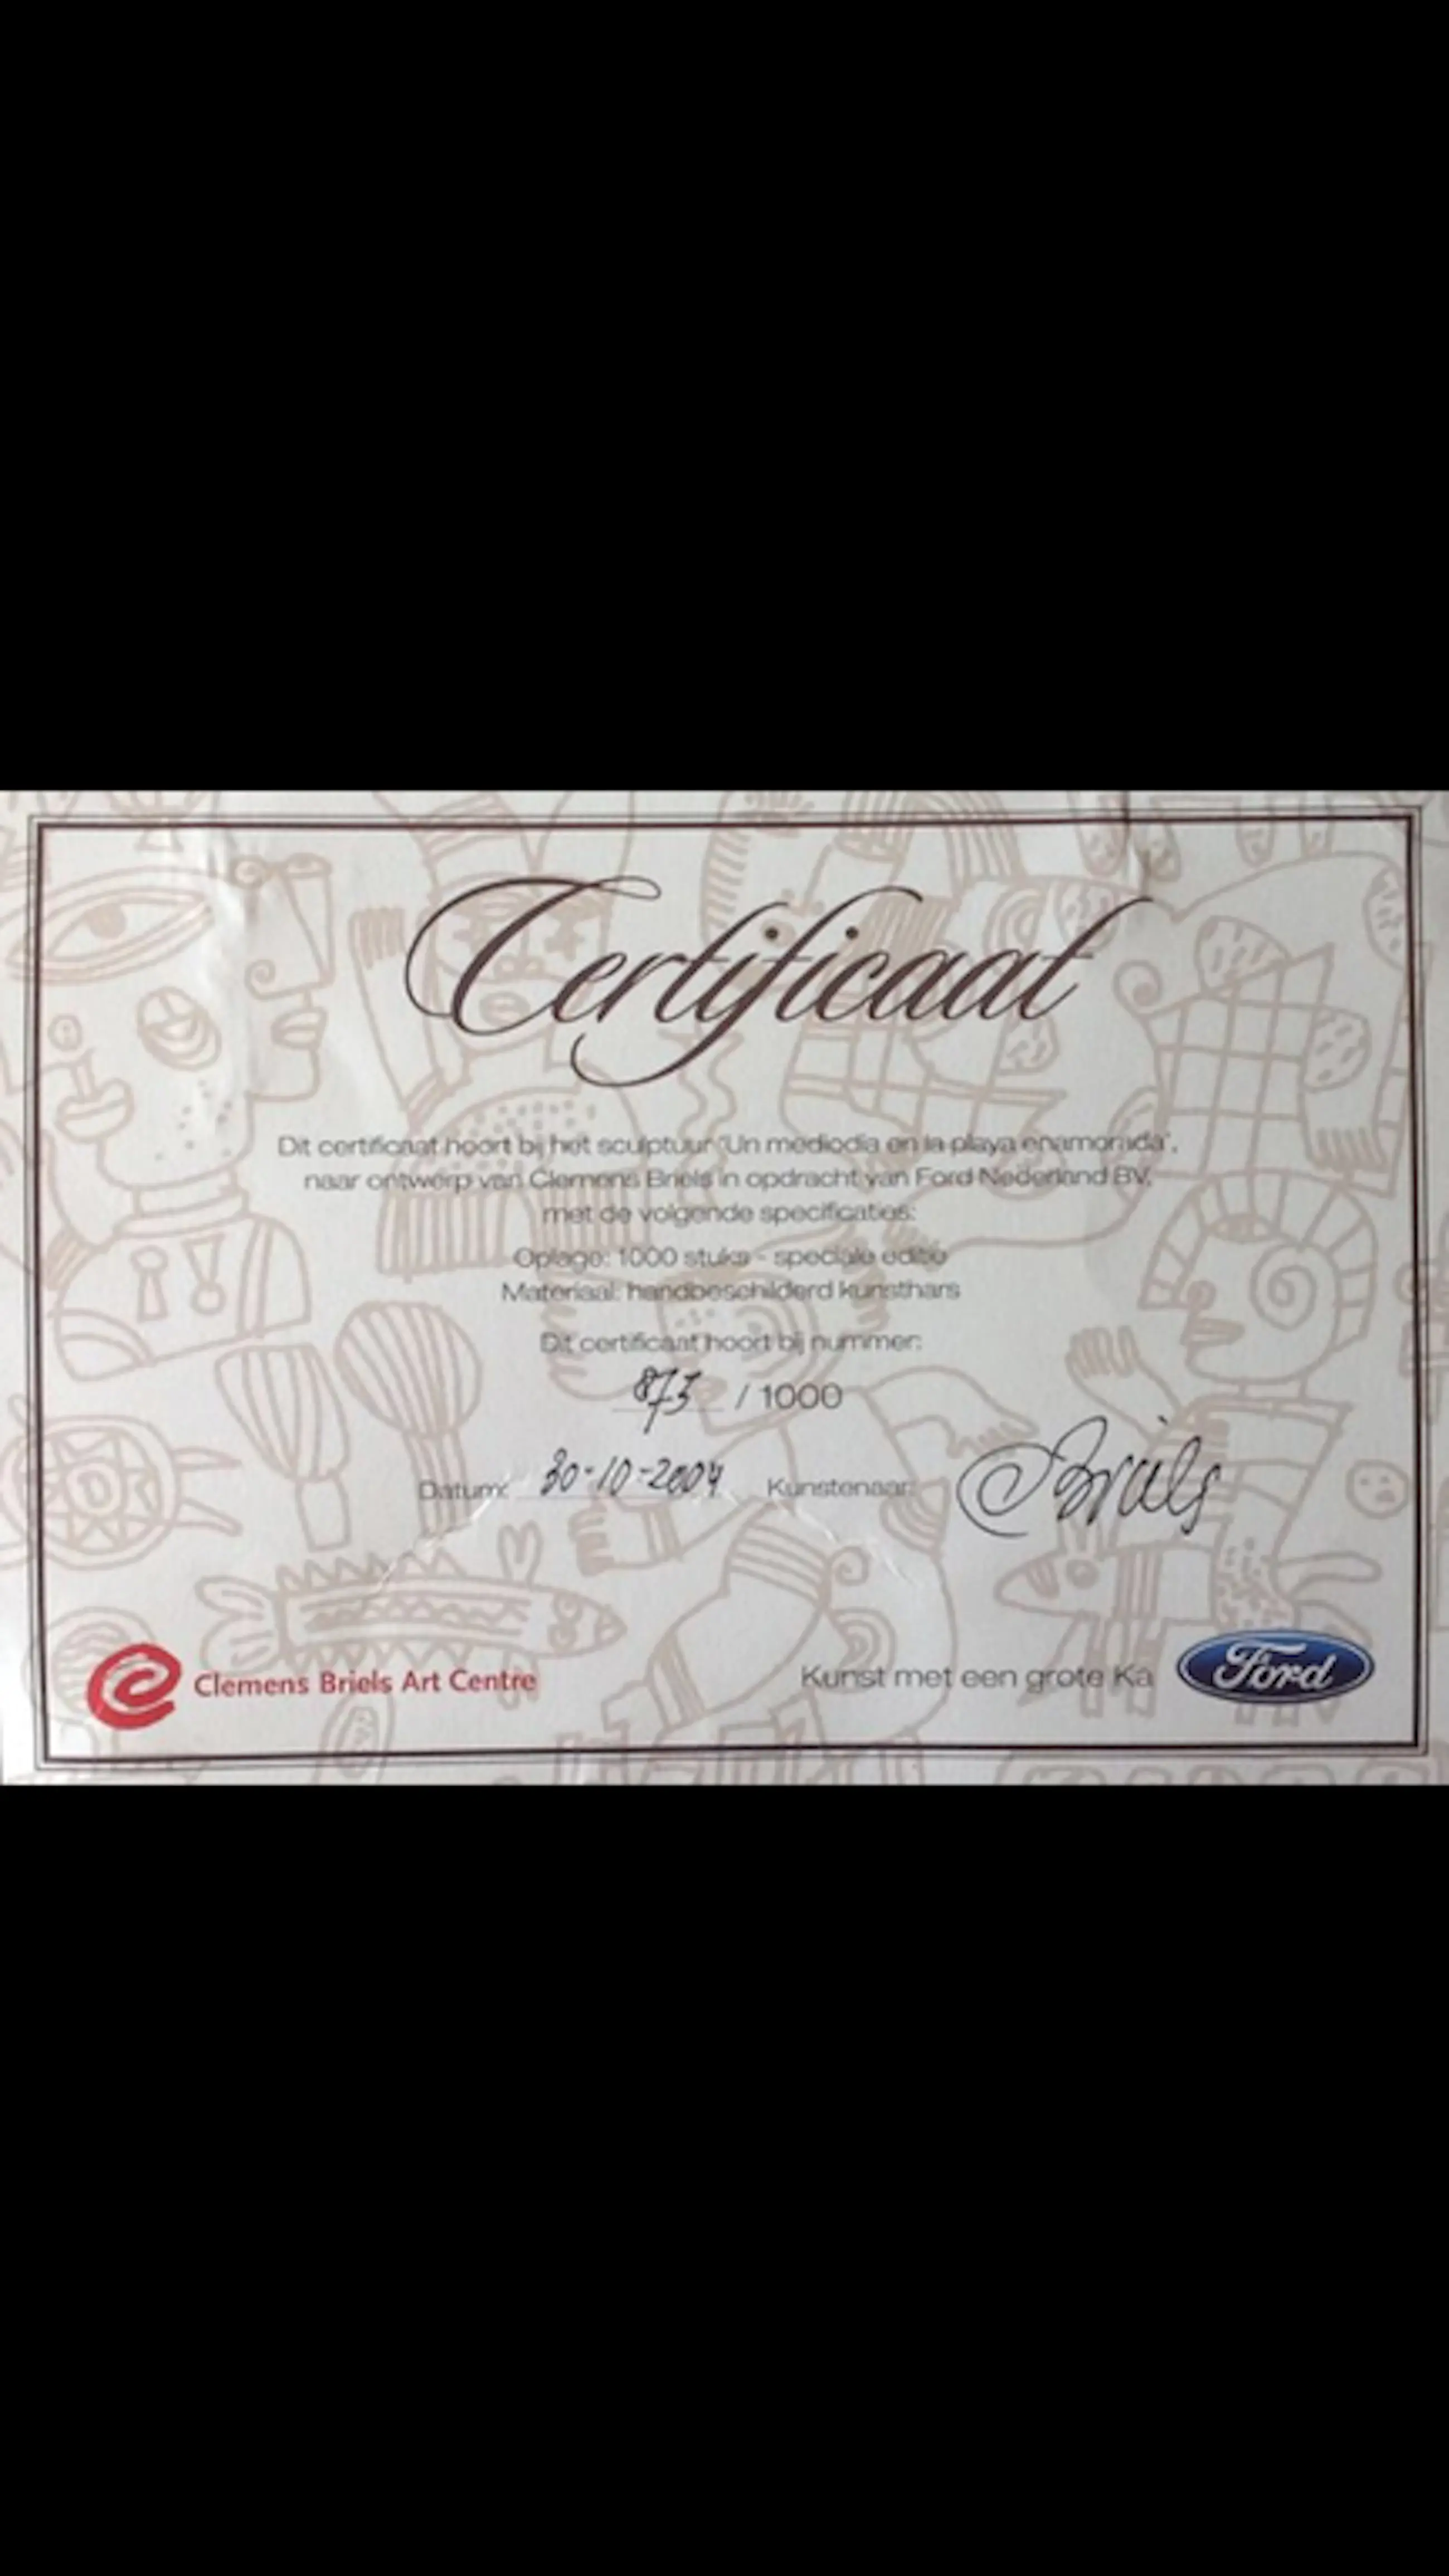 Certificaat
Dit certificaat hoort bij het sculptuur 'Un mediodia en la playa enamorada',
naar ontwerp van Clemens Briels in opdracht van Ford Nederland BV,
met de volgende specificaties:
Oplage: 1000 stuks - speciale editie
Materiaal: handbeschilderd kunsthars
Dit certificaat hoort bij nummer:
/ 1000
Datum: 30-10-2004 Kunstenaar: Briels
Clemens Briels Art Centre
Kunst met een grote Ka Ford